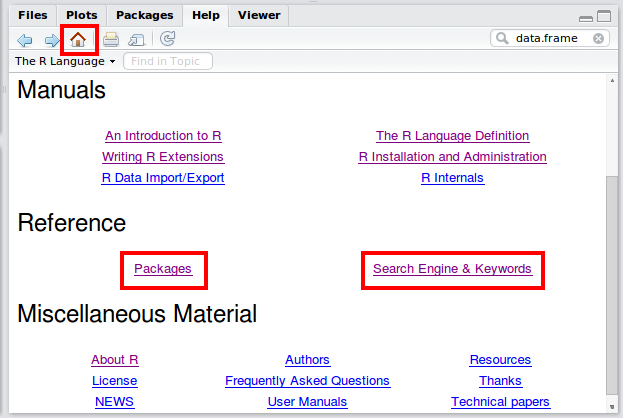 Files Plots Packages Help Viewer
data.frame
The R Language Find in Topic
Manuals
An Introduction to R The R Language Definition
Writing R Extensions R Installation and Administration
R Data Import/Export R Internals
Reference
Packages Search Engine & Keywords
Miscellaneous Material
About R Authors Resources
License Frequently Asked Questions Thanks
NEWS User Manuals Technical papers